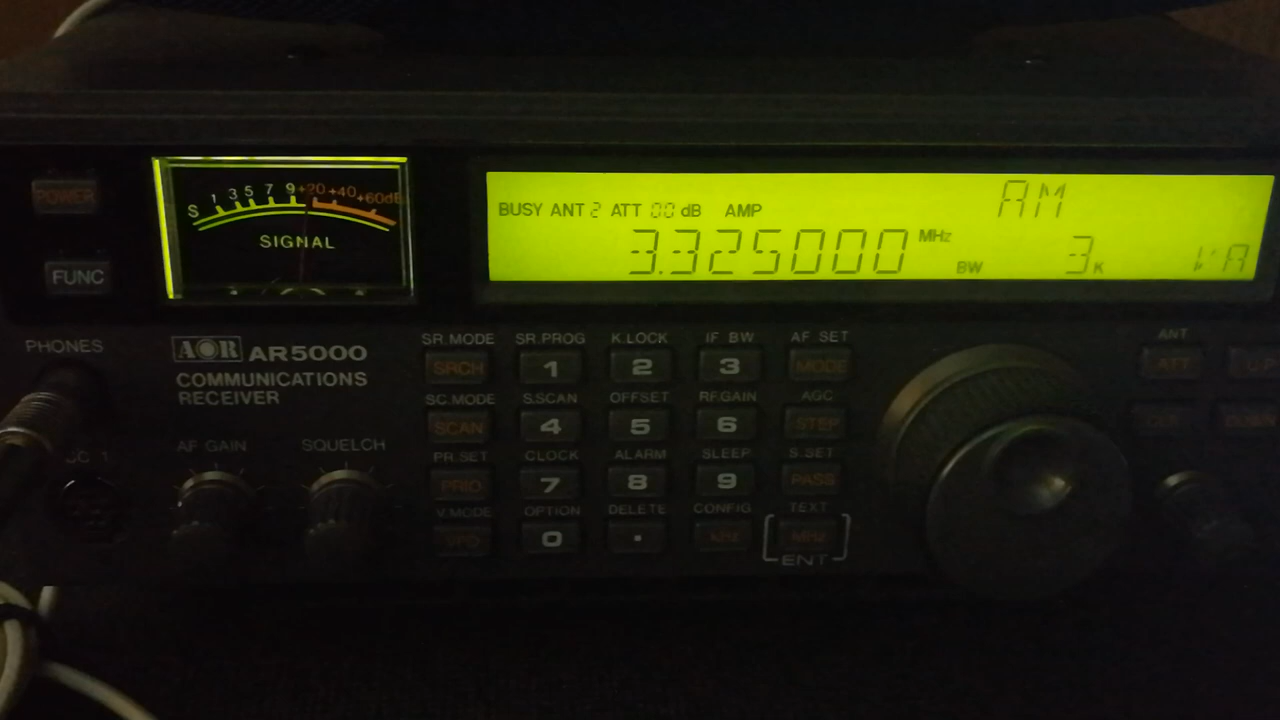 POWER
FUNC
S 1 3 5 7 9 +20 +40 +60dB
SIGNAL
BUSY ANT 2 ATT 00 dB AMP
AM
3.325000 MHz
BW 3 K
PHONES
AOR AR5000
COMMUNICATIONS
RECEIVER
AF GAIN SQUELCH
SR.MODE SR.PROG K.LOCK IF BW AF SET
SRCH 1 2 3 MODE
SC.MODE S.SCAN OFFSET RF.GAIN AGC
SCAN 4 5 6 STEP
PR.SET CLOCK ALARM SLEEP S.SET
PRIO 7 8 9 PASS
V.MODE OPTION DELETE CONFIG TEXT
0 . kHz MHz
ENT
ANT
ATT